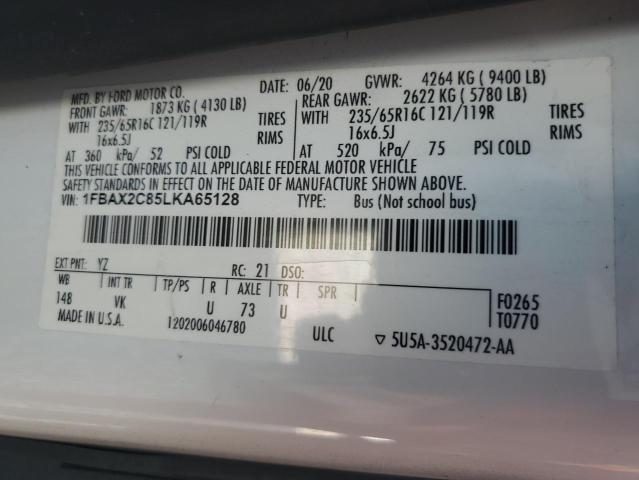 MFD. BY FORD MOTOR CO. DATE: 06/20 GVWR: 4264 KG ( 9400 LB)
FRONT GAWR: 1873 KG ( 4130 LB) REAR GAWR: 2622 KG ( 5780 LB)
WITH 235/65R16C 121/119R TIRES WITH 235/65R16C 121/119R TIRES
16x6.5J RIMS 16x6.5J RIMS
AT 360 kPa/ 52 PSI COLD AT 520 kPa/ 75 PSI COLD
THIS VEHICLE CONFORMS TO ALL APPLICABLE FEDERAL MOTOR VEHICLE
SAFETY STANDARDS IN EFFECT ON THE DATE OF MANUFACTURE SHOWN ABOVE.
VIN: 1FBAX2C85LKA65128 TYPE: Bus (Not school bus)
EXT PNT: YZ RC: 21 DSO:
WB INT TR TP/PS R AXLE TR SPR
148 VK U 73 U F0265
T0770
MADE IN U.S.A. 1202006046780 ULC ▽ 5U5A-3520472-AA